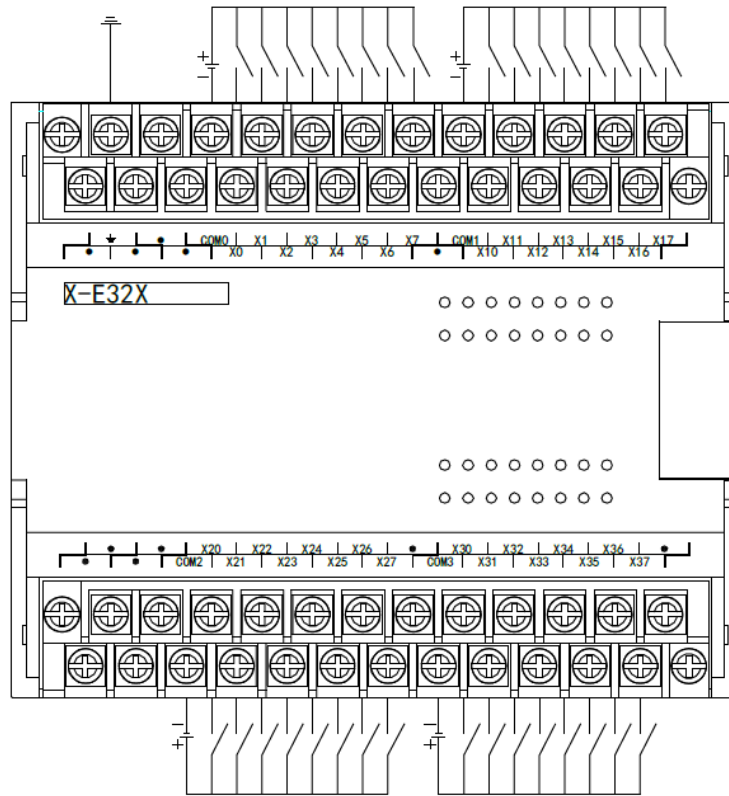 + +
- -
COM0 X1 X3 X5 X7 COM1 X11 X13 X15 X17
X0 X2 X4 X6 X10 X12 X14 X16
X-E32X
X20 X22 X24 X26 X30 X32 X34 X36
COM2 X21 X23 X25 X27 COM3 X31 X33 X35 X37
- -
+ +